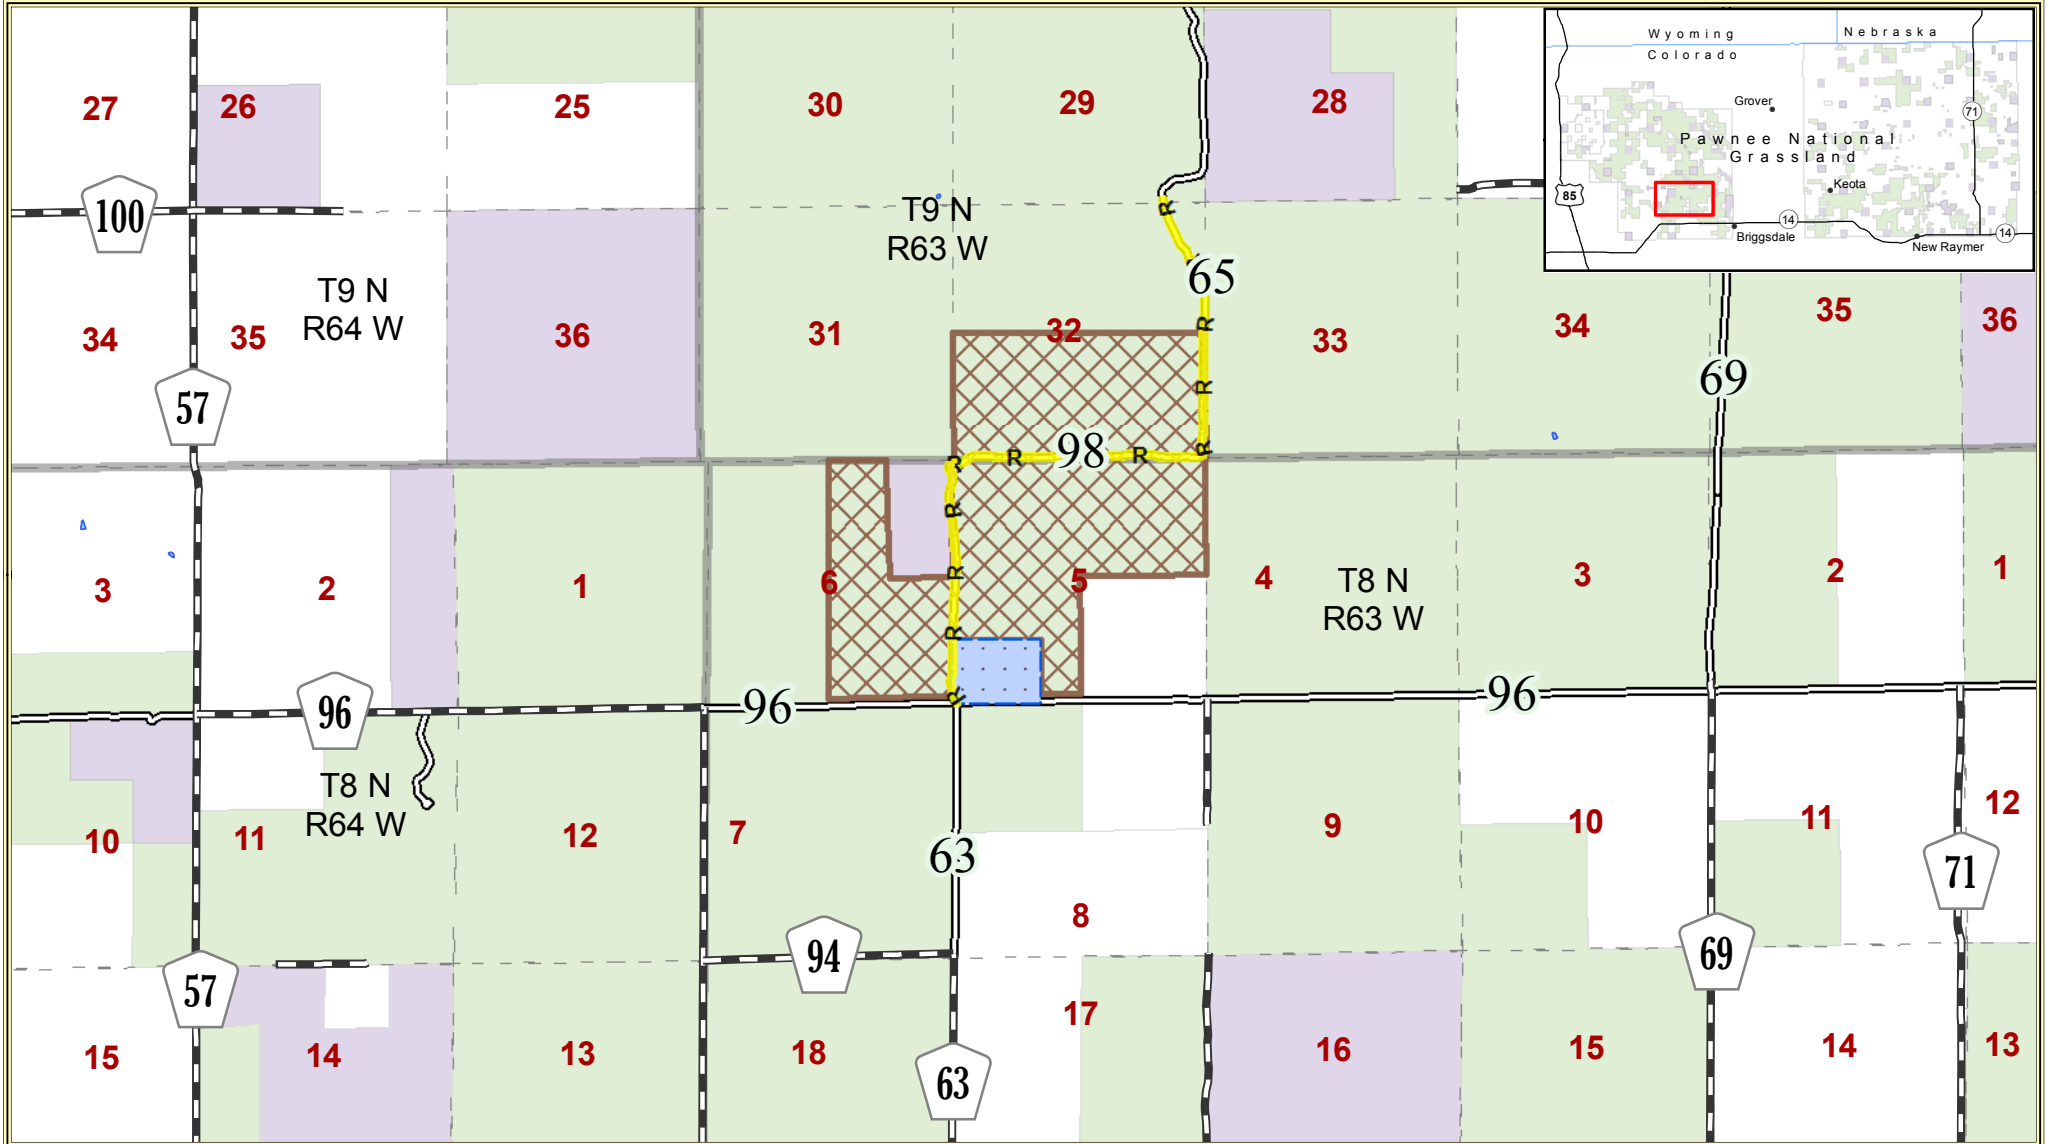 Wyoming
Nebraska
Colorado
Grover
71
Pawnee National
Grassland
Keota
85
14
Briggsdale
14
New Raymer
27
26
25
30
29
28
100
T9 N
R63 W
R
65
T9 N
R64 W
34
35
36
31
32
33
34
35
36
R
R
57
69
R
98
R
R
R
R
3
2
1
6
R
5
4
T8 N
R63 W
3
2
1
R
R
96
96
96
T8 N
R64 W
10
11
12
7
63
8
9
10
11
12
71
57
94
69
15
14
13
18
63
17
16
15
14
13